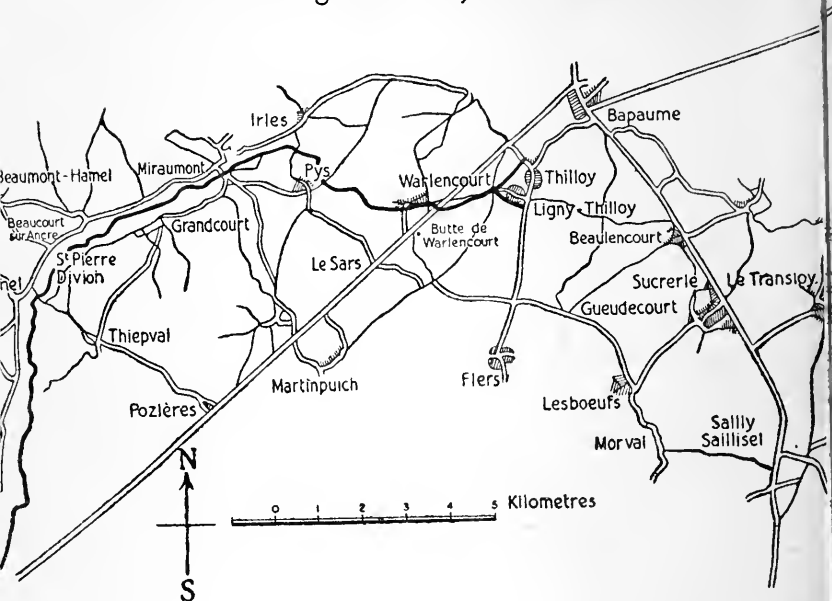 Irles
Bapaume
Beaumont-Hamel
Miraumont
Pys
Warlencourt
Thilloy
Beaucourt
sur Ancre
Grandcourt
Ligny-Thilloy
Butte de
Warlencourt
Beaulencourt
St Pierre
Divion
Le Sars
Sucrerie
Le Transloy
Gueudecourt
Thiepval
Martinpuich
Flers
Pozières
Lesboeufs
Morval
Sailly
Saillisel
N
0 1 2 3 4 5 Kilometres
S